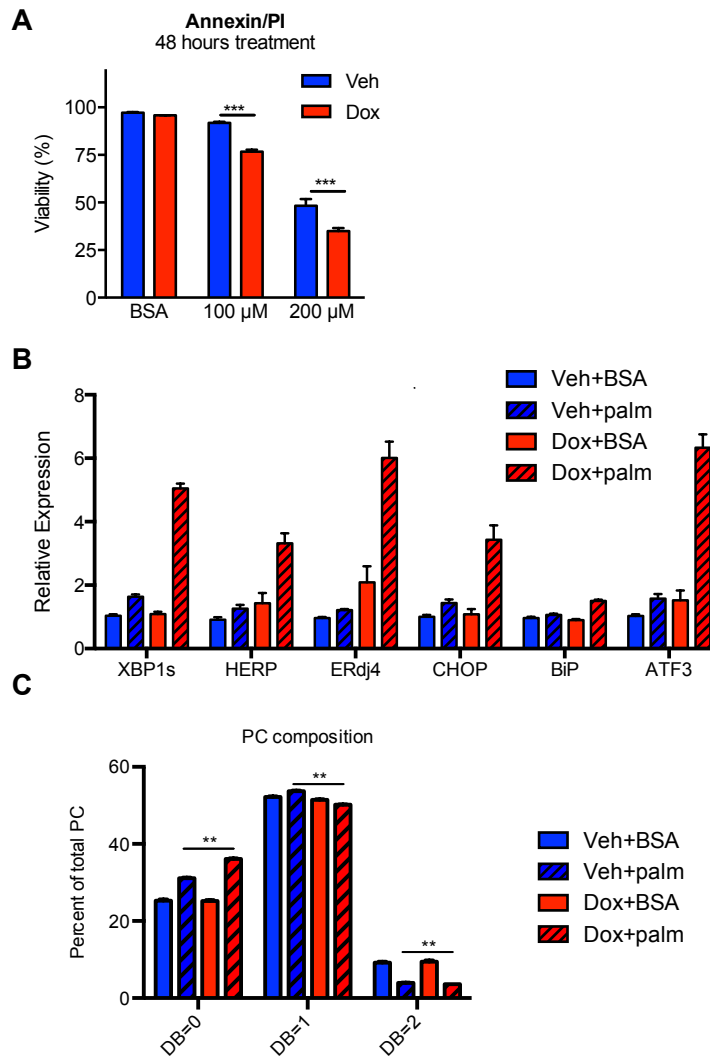 A
Annexin/PI
48 hours treatment
Veh
Dox
Viability (%)
100
75
50
25
0
***
***
BSA
100 µM
200 µM
B
Veh+BSA
Veh+palm
Dox+BSA
Dox+palm
Relative Expression
8
6
4
2
0
XBP1s
HERP
ERdj4
CHOP
BiP
ATF3
C
PC composition
Percent of total PC
60
40
20
0
**
**
**
Veh+BSA
Veh+palm
Dox+BSA
Dox+palm
DB=0
DB=1
DB=2